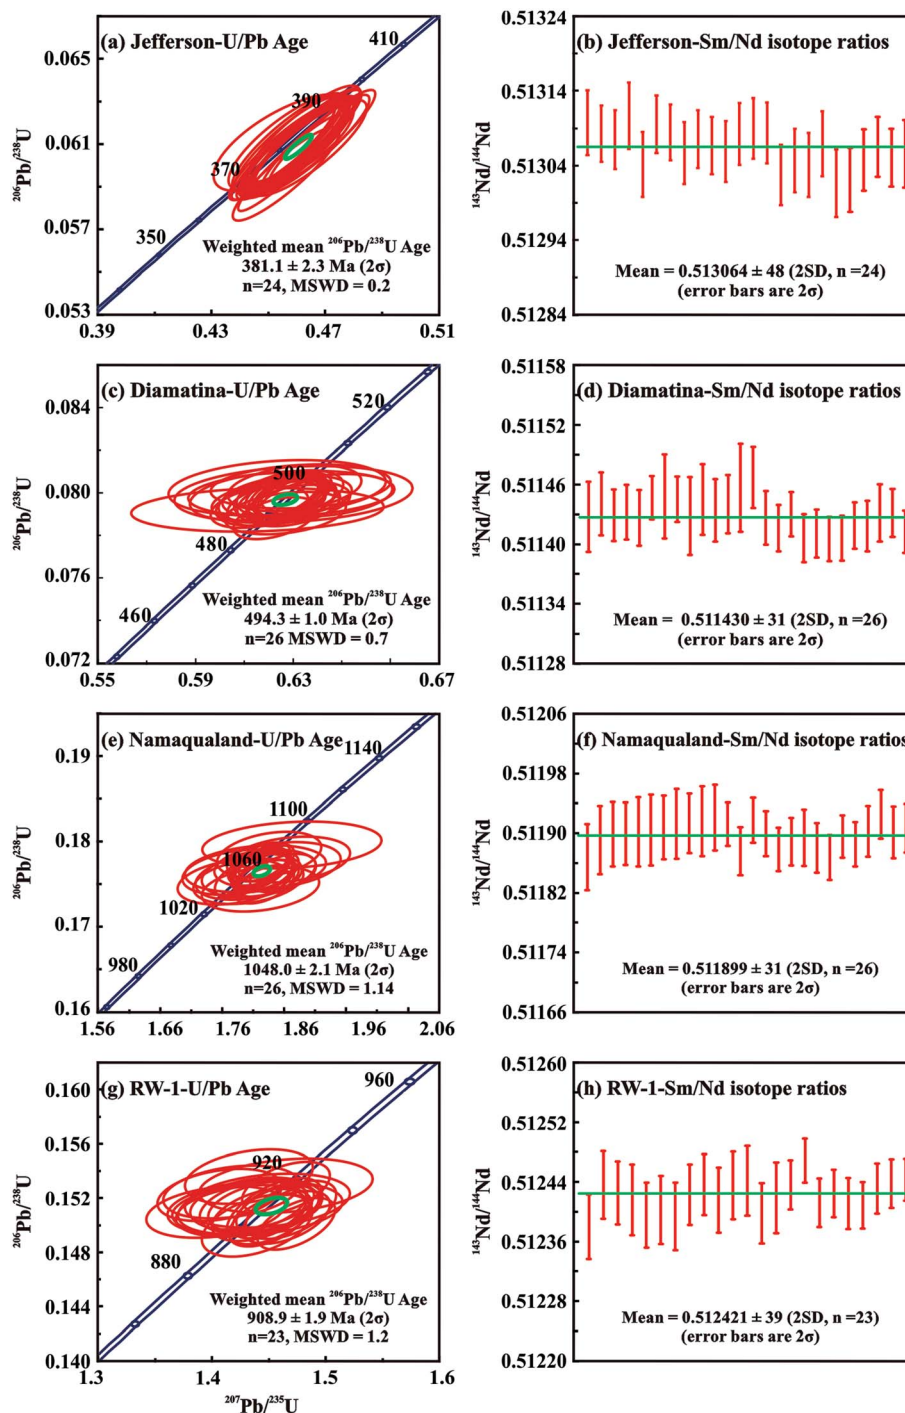 (a) Jefferson-U/Pb Age
410
390
370
350
0.065
0.061
0.057
0.053
²⁰⁶Pb/²³⁸U
Weighted mean ²⁰⁶Pb/²³⁸U Age
381.1 ± 2.3 Ma (2σ)
n=24, MSWD = 0.2
0.39 0.43 0.47 0.51
(b) Jefferson-Sm/Nd isotope ratios
0.51324
0.51314
0.51304
0.51294
0.51284
¹⁴³Nd/¹⁴⁴Nd
Mean = 0.513064 ± 48 (2SD, n =24)
(error bars are 2σ)
(c) Diamatina-U/Pb Age
520
500
480
460
0.084
0.080
0.076
0.072
²⁰⁶Pb/²³⁸U
Weighted mean ²⁰⁶Pb/²³⁸U Age
494.3 ± 1.0 Ma (2σ)
n=26 MSWD = 0.7
0.55 0.59 0.63 0.67
(d) Diamatina-Sm/Nd isotope ratios
0.51158
0.51152
0.51146
0.51140
0.51134
0.51128
¹⁴³Nd/¹⁴⁴Nd
Mean = 0.511430 ± 31 (2SD, n =26)
(error bars are 2σ)
(e) Namaqualand-U/Pb Age
1140
1100
1060
1020
980
0.19
0.18
0.17
0.16
²⁰⁶Pb/²³⁸U
Weighted mean ²⁰⁶Pb/²³⁸U Age
1048.0 ± 2.1 Ma (2σ)
n=26, MSWD = 1.14
1.56 1.66 1.76 1.86 1.96 2.06
(f) Namaqualand-Sm/Nd isotope ratios
0.51206
0.51198
0.51190
0.51182
0.51174
0.51166
¹⁴³Nd/¹⁴⁴Nd
Mean = 0.511899 ± 31 (2SD, n =26)
(error bars are 2σ)
(g) RW-1-U/Pb Age
960
920
880
0.160
0.156
0.152
0.148
0.144
0.140
²⁰⁶Pb/²³⁸U
Weighted mean ²⁰⁶Pb/²³⁸U Age
908.9 ± 1.9 Ma (2σ)
n=23, MSWD = 1.2
1.3 1.4 1.5 1.6
²⁰⁷Pb/²³⁵U
(h) RW-1-Sm/Nd isotope ratios
0.51260
0.51252
0.51244
0.51236
0.51228
0.51220
¹⁴³Nd/¹⁴⁴Nd
Mean = 0.512421 ± 39 (2SD, n =23)
(error bars are 2σ)